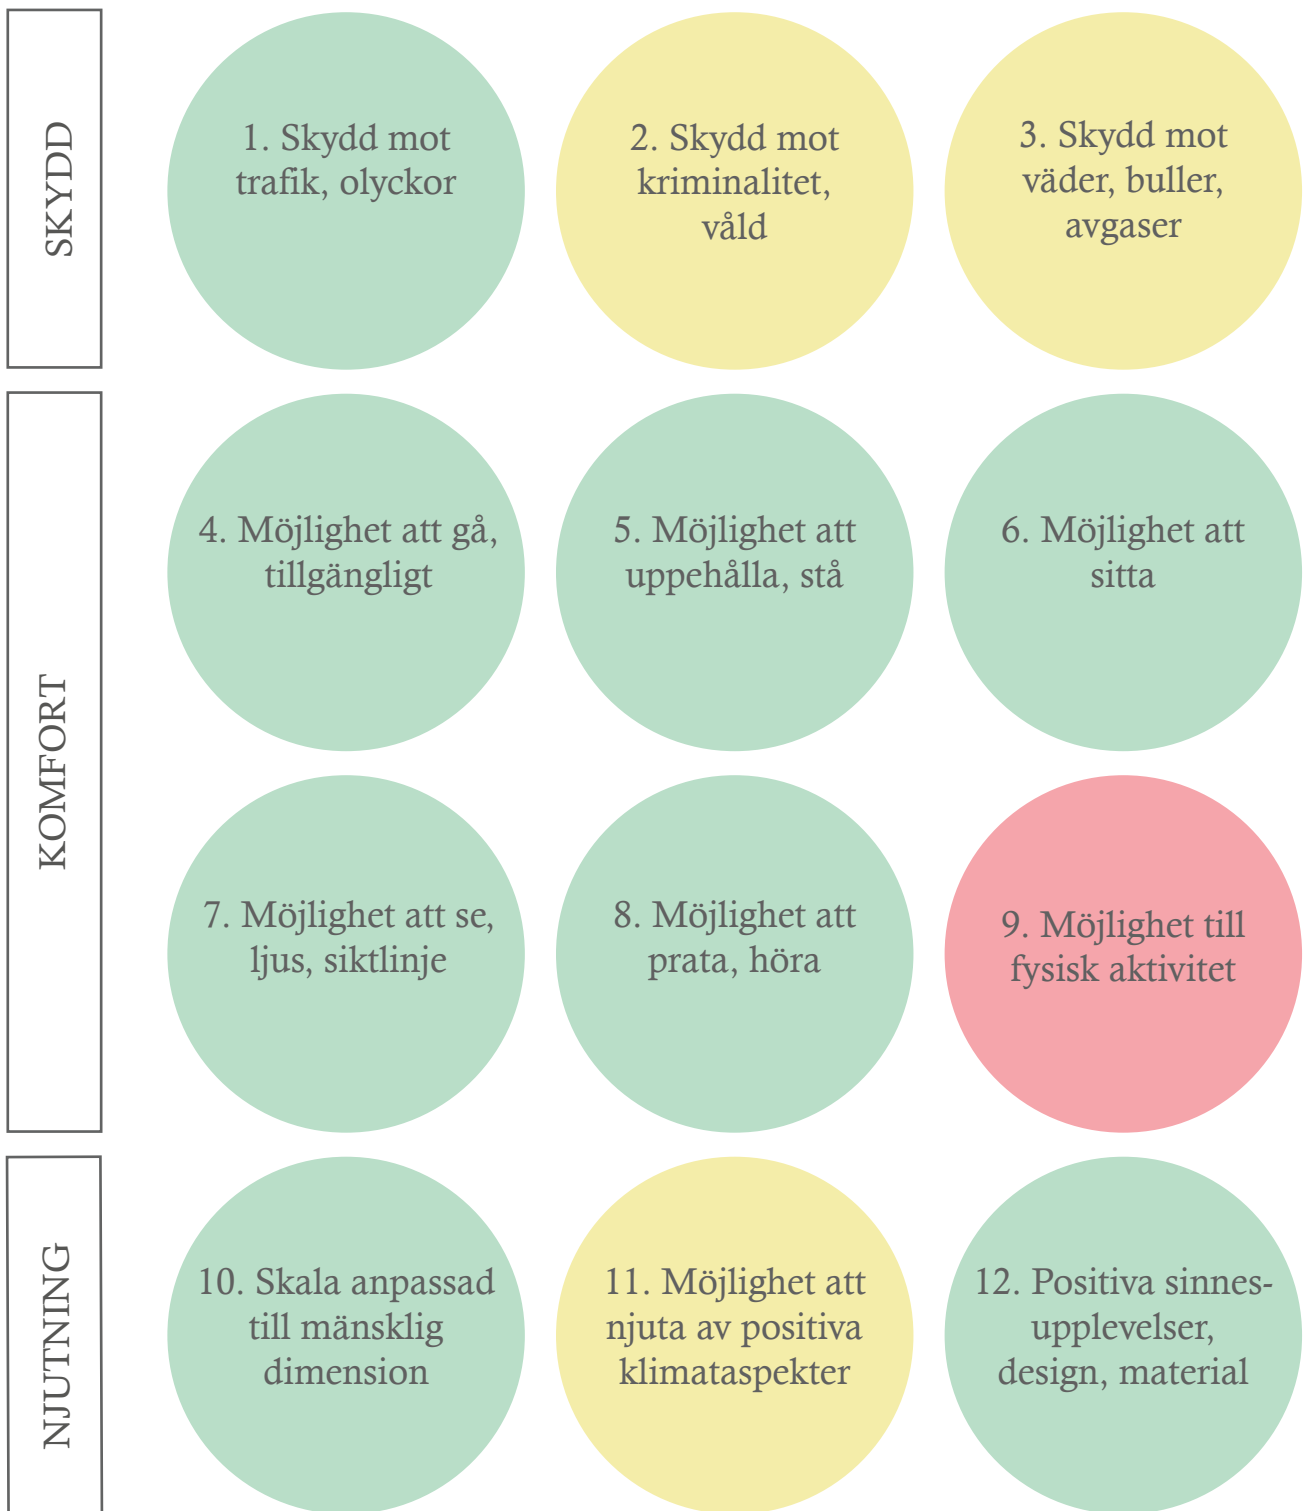 SKYDD
1. Skydd mot
trafik, olyckor
2. Skydd mot
kriminalitet,
våld
3. Skydd mot
väder, buller,
avgaser
KOMFORT
4. Möjlighet att gå,
tillgängligt
5. Möjlighet att
uppehålla, stå
6. Möjlighet att
sitta
7. Möjlighet att se,
ljus, siktlinje
8. Möjlighet att
prata, höra
9. Möjlighet till
fysisk aktivitet
NJUTNING
10. Skala anpassad
till mänsklig
dimension
11. Möjlighet att
njuta av positiva
klimataspekter
12. Positiva sinnes-
upplevelser,
design, material